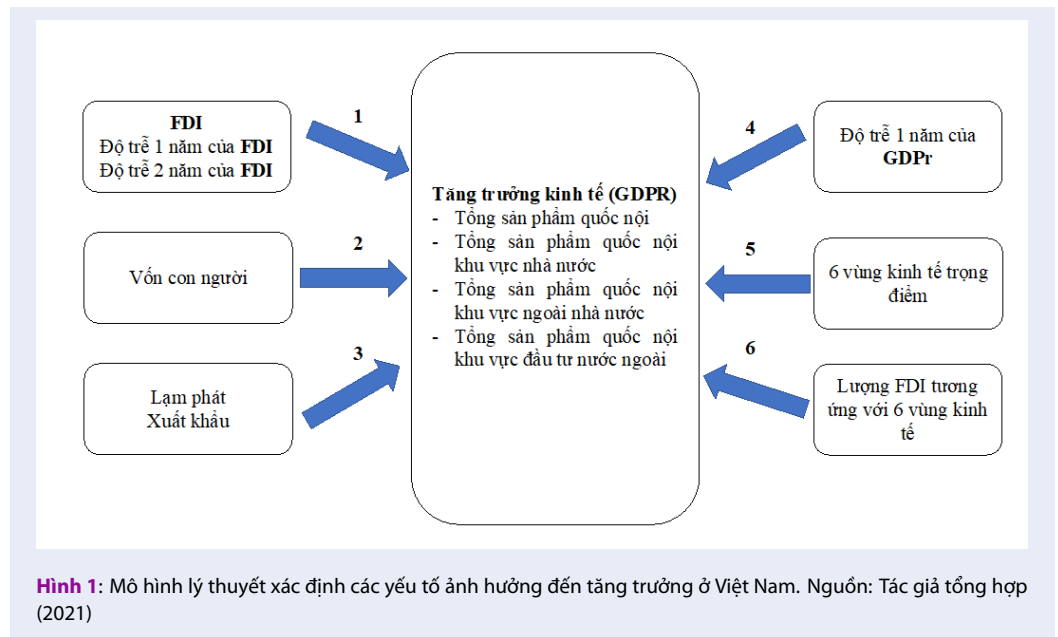 1
FDI
Độ trễ 1 năm của FDI
Độ trễ 2 năm của FDI
2
Vốn con người
3
Lạm phát
Xuất khẩu
Tăng trưởng kinh tế (GDPR)
- Tổng sản phẩm quốc nội
- Tổng sản phẩm quốc nội
khu vực nhà nước
- Tổng sản phẩm quốc nội
khu vực ngoài nhà nước
- Tổng sản phẩm quốc nội
khu vực đầu tư nước ngoài
4
Độ trễ 1 năm của
GDPr
5
6 vùng kinh tế trọng
điểm
6
Lượng FDI tương
ứng với 6 vùng kinh
tế
Hình 1: Mô hình lý thuyết xác định các yếu tố ảnh hưởng đến tăng trưởng ở Việt Nam. Nguồn: Tác giả tổng hợp
(2021)